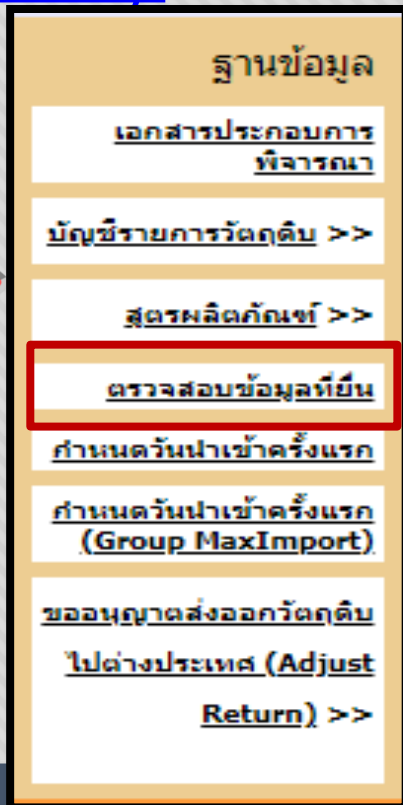 ฐานข้อมูล
เอกสารประกอบการ
พิจารณา
บัญชีรายการวัตถุดิบ >>
สูตรผลิตภัณฑ์ >>
ตรวจสอบข้อมูลที่ยื่น
กำหนดวันนำเข้าครั้งแรก
กำหนดวันนำเข้าครั้งแรก
(Group MaxImport)
ขออนุญาตส่งออกวัตถุดิบ
ไปต่างประเทศ (Adjust
Return) >>